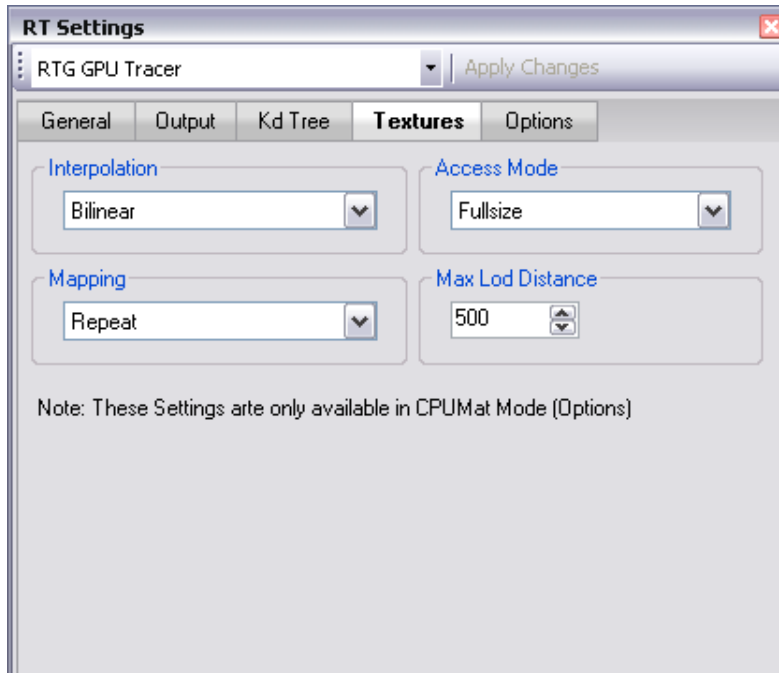 RT Settings
RTG GPU Tracer
Apply Changes
General Output Kd Tree Textures Options
Interpolation Access Mode
Bilinear Fullsize
Mapping Max Lod Distance
Repeat 500
Note: These Settings arte only available in CPUMat Mode (Options)